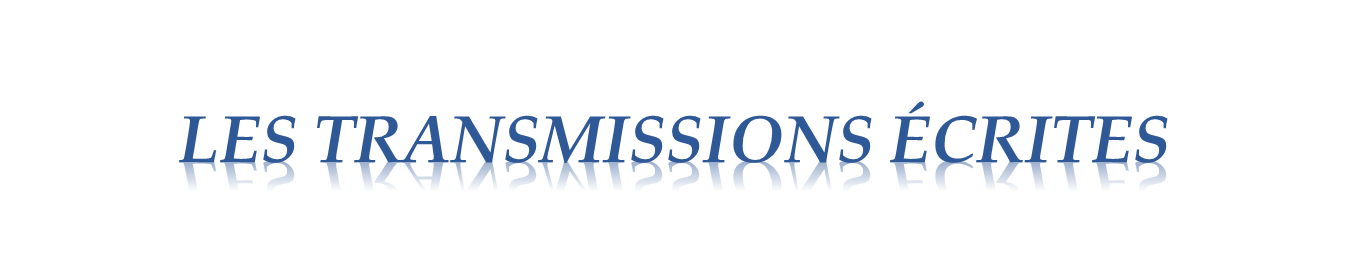 LES TRANSMISSIONS ÉCRITES